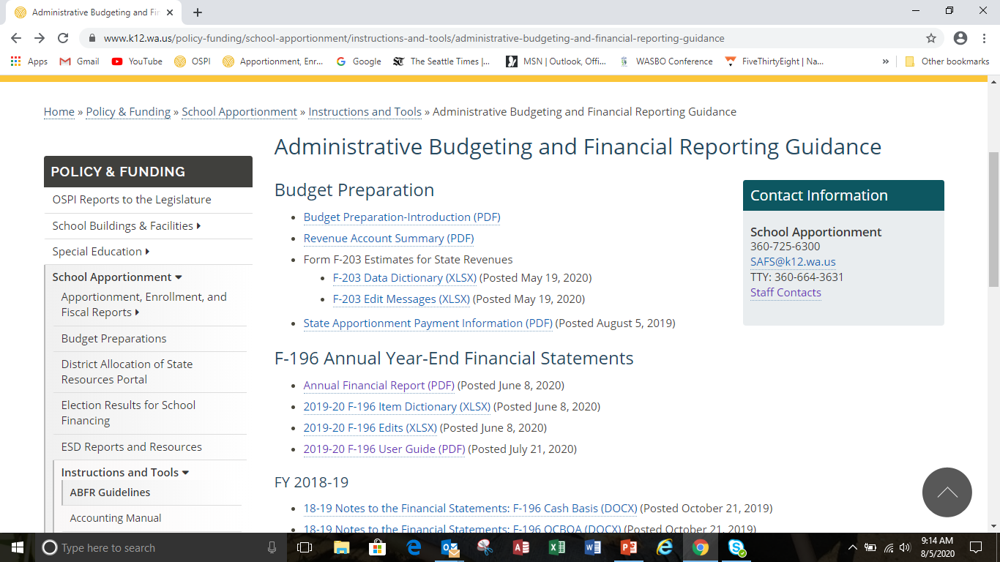 Administrative Budgeting and Fin
www.k12.wa.us/policy-funding/school-apportionment/instructions-and-tools/administrative-budgeting-and-financial-reporting-guidance
Apps Gmail YouTube OSPI Apportionment, Enr... Google The Seattle Times |... MSN | Outlook, Offi... WASBO Conference FiveThirtyEight | Na... » Other bookmarks
Home » Policy & Funding » School Apportionment » Instructions and Tools » Administrative Budgeting and Financial Reporting Guidance
POLICY & FUNDING
OSPI Reports to the Legislature
School Buildings & Facilities
Special Education
School Apportionment
Apportionment, Enrollment, and
Fiscal Reports
Budget Preparations
District Allocation of State
Resources Portal
Election Results for School
Financing
ESD Reports and Resources
Instructions and Tools
ABFR Guidelines
Accounting Manual
Administrative Budgeting and Financial Reporting Guidance
Budget Preparation
• Budget Preparation-Introduction (PDF)
• Revenue Account Summary (PDF)
• Form F-203 Estimates for State Revenues
• F-203 Data Dictionary (XLSX) (Posted May 19, 2020)
• F-203 Edit Messages (XLSX) (Posted May 19, 2020)
• State Apportionment Payment Information (PDF) (Posted August 5, 2019)
F-196 Annual Year-End Financial Statements
• Annual Financial Report (PDF) (Posted June 8, 2020)
• 2019-20 F-196 Item Dictionary (XLSX) (Posted June 8, 2020)
• 2019-20 F-196 Edits (XLSX) (Posted June 8, 2020)
• 2019-20 F-196 User Guide (PDF) (Posted July 21, 2020)
FY 2018-19
• 18-19 Notes to the Financial Statements: F-196 Cash Basis (DOCX) (Posted October 21, 2019)
• 18-19 Notes to the Financial Statements: F-196 OCBOA (DOCX) (Posted October 21, 2019)
Contact Information
School Apportionment
360-725-6300
SAFS@k12.wa.us
TTY: 360-664-3631
Staff Contacts
Type here to search
9:14 AM
8/5/2020